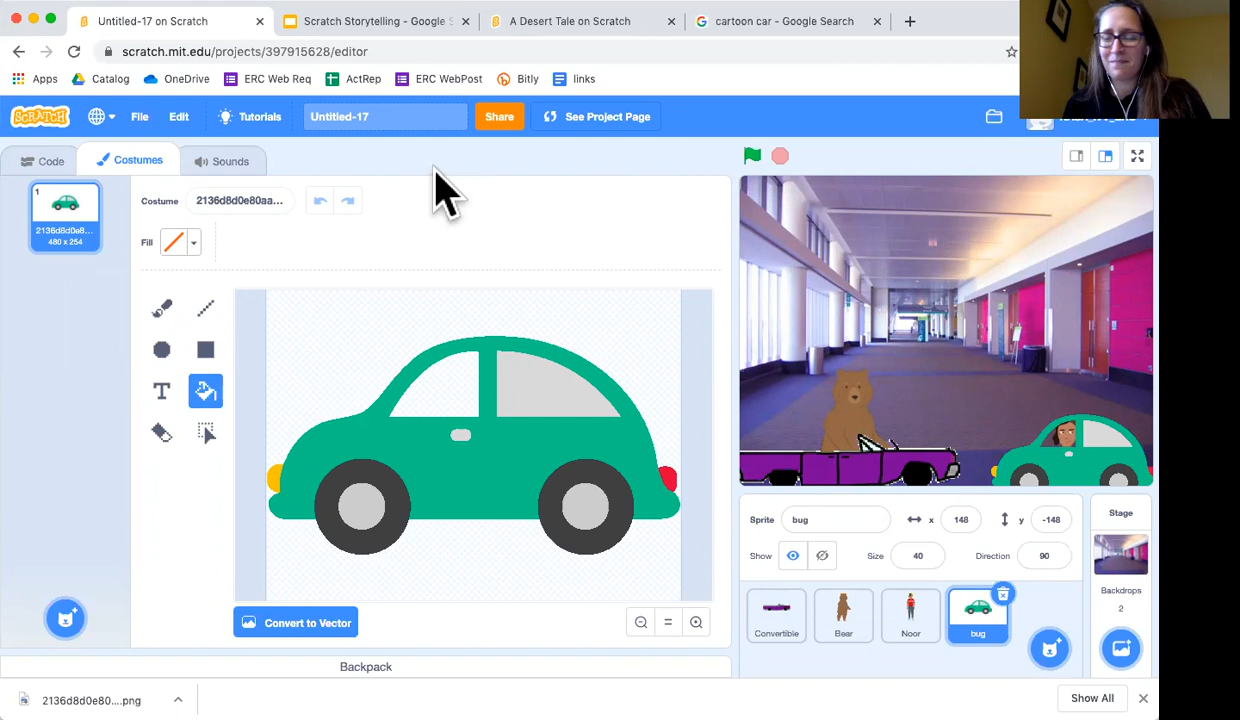 Untitled-17 on Scratch
Scratch Storytelling - Google S
A Desert Tale on Scratch
cartoon car - Google Search
scratch.mit.edu/projects/397915628/editor
Apps Catalog OneDrive ERC Web Req ActRep ERC WebPost Bitly links
SCRATCH File Edit Tutorials Untitled-17 Share See Project Page
Code Costumes Sounds
1
2136d8d0e8...
480 x 254
Costume 2136d8d0e80aa...
Fill
T
Convert to Vector
Sprite bug x 148 y -148
Show Size 40 Direction 90
Convertible Bear Noor bug
Stage
Backdrops
2
Backpack
2136d8d0e80....png
Show All